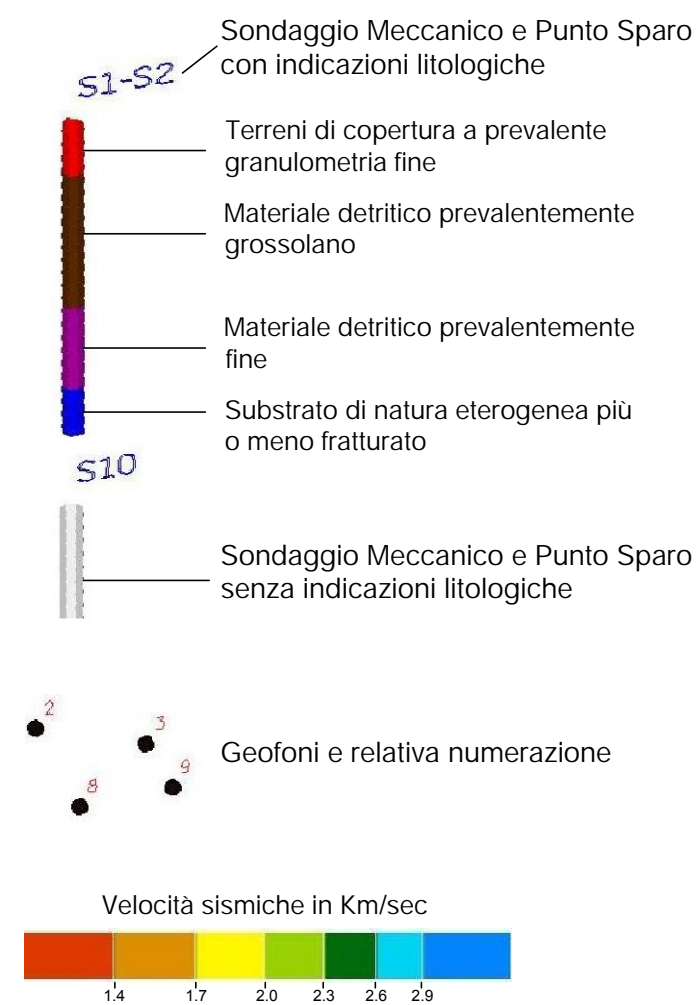 Sondaggio Meccanico e Punto Sparo
con indicazioni litologiche
S1-S2
Terreni di copertura a prevalente
granulometria fine
Materiale detritico prevalentemente
grossolano
Materiale detritico prevalentemente
fine
Substrato di natura eterogenea più
o meno fratturato
S10
Sondaggio Meccanico e Punto Sparo
senza indicazioni litologiche
2
3
9
8
Geofoni e relativa numerazione
Velocità sismiche in Km/sec
1.4 1.7 2.0 2.3 2.6 2.9